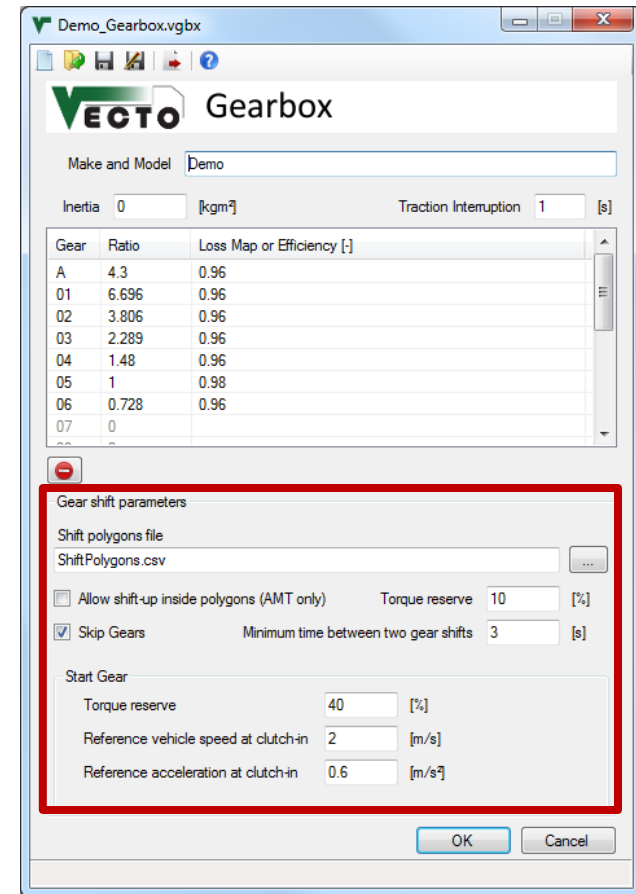 Demo_Gearbox.vgbx
VECTO Gearbox
Make and Model Demo
Inertia 0 [kgm²] Traction Interruption 1 [s]
Gear Ratio Loss Map or Efficiency [-]
A 4.3 0.96
01 6.696 0.96
02 3.806 0.96
03 2.289 0.96
04 1.48 0.96
05 1 0.98
06 0.728 0.96
07 0
Gear shift parameters
Shift polygons file
ShiftPolygons.csv ...
Allow shift-up inside polygons (AMT only) Torque reserve 10 [%]
Skip Gears Minimum time between two gear shifts 3 [s]
Start Gear
Torque reserve 40 [%]
Reference vehicle speed at clutch-in 2 [m/s]
Reference acceleration at clutch-in 0.6 [m/s²]
OK Cancel